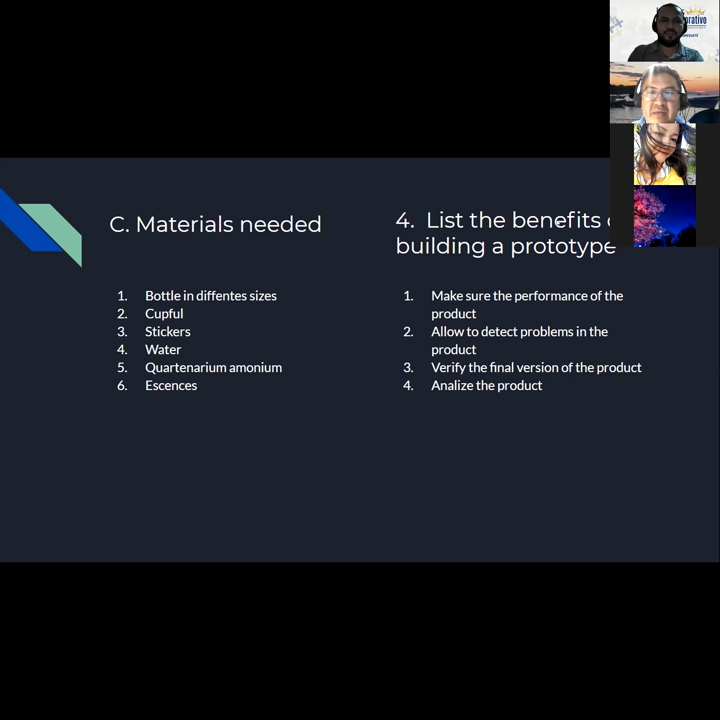 C. Materials needed
1. Bottle in diffentes sizes
2. Cupful
3. Stickers
4. Water
5. Quartenarium amonium
6. Escences
4. List the benefits
building a prototype
1. Make sure the performance of the
product
2. Allow to detect problems in the
product
3. Verify the final version of the product
4. Analize the product